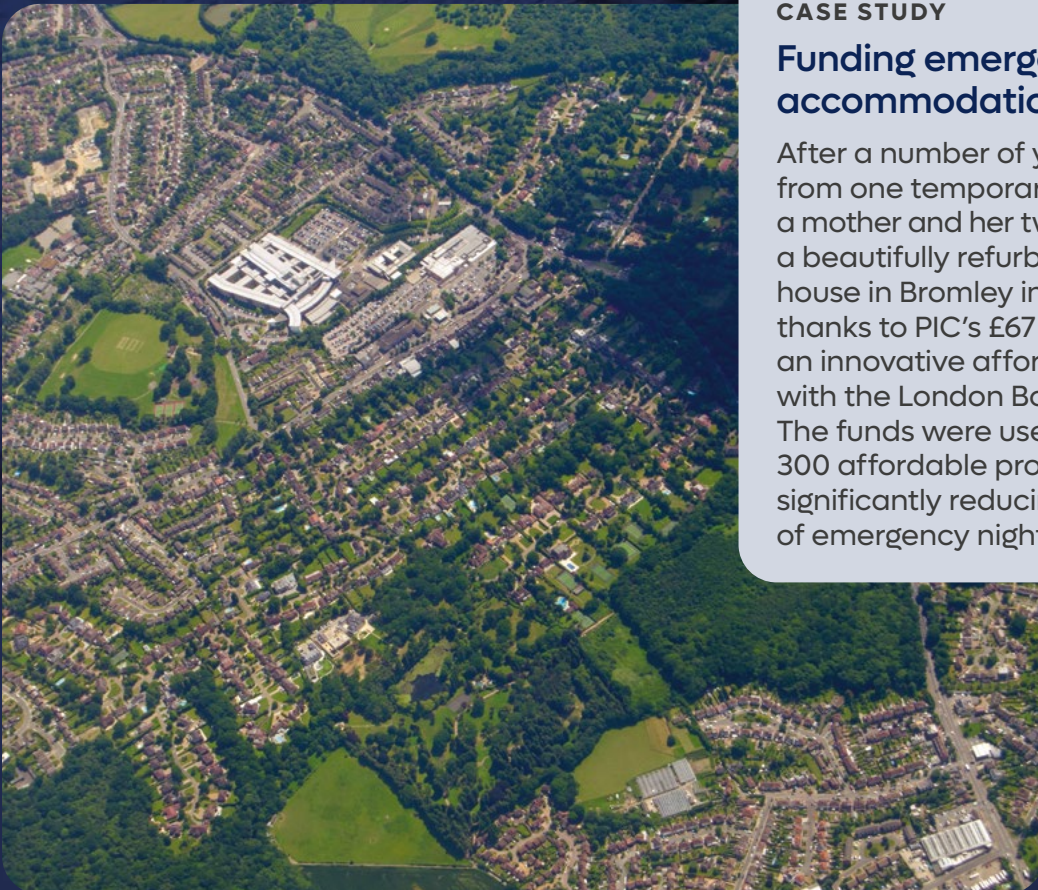 CASE STUDY
Funding emerg
accommodatio
After a number of y
from one tempora
a mother and her tw
a beautifully refurb
house in Bromley in
thanks to PIC’s £67
an innovative affor
with the London Bo
The funds were use
300 affordable pro
significantly reduci
of emergency night